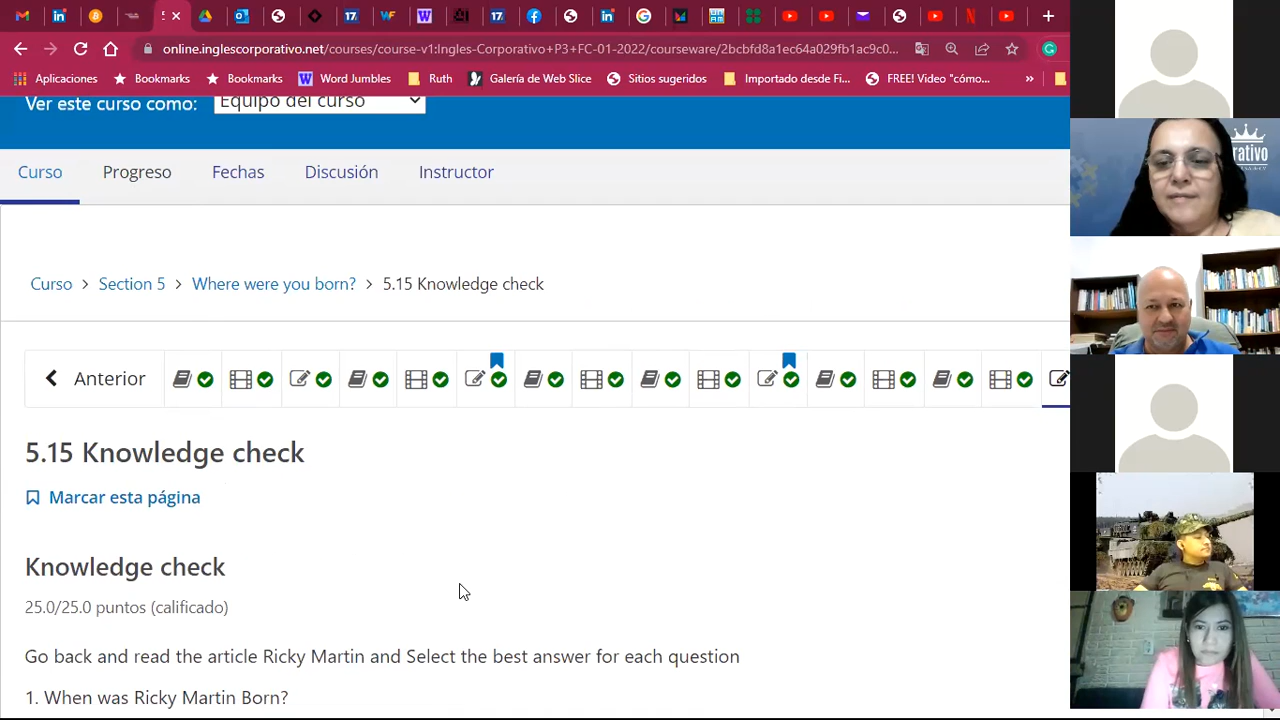 online.inglescorporativo.net/courses/course-v1:Ingles-Corporativo+P3+FC-01-2022/courseware/2bcbfd8a1ec64a029fb1ac9c0...
Aplicaciones Bookmarks Bookmarks Word Jumbles Ruth Galería de Web Slice Sitios sugeridos Importado desde Fi... FREE! Video "cómo... »
Ver este curso como: Equipo del curso
Curso Progreso Fechas Discusión Instructor
Curso > Section 5 > Where were you born? > 5.15 Knowledge check
Anterior
5.15 Knowledge check
Marcar esta página
Knowledge check
25.0/25.0 puntos (calificado)
Go back and read the article Ricky Martin and Select the best answer for each question
1. When was Ricky Martin Born?